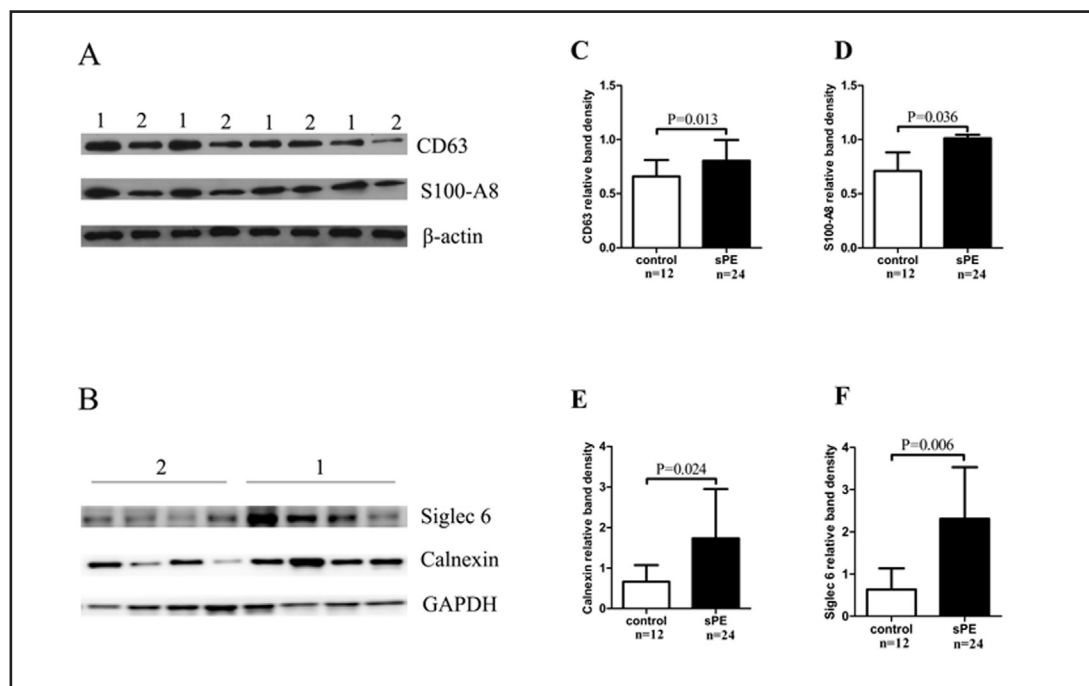 A
1 2 1 2 1 2 1 2
CD63
S100-A8
β-actin
B
2 1
Siglec 6
Calnexin
GAPDH
C
CD63 relative band density
1.5
1.0
0.5
0.0
P=0.013
control sPE
n=12 n=24
D
S100-A8 relative band density
1.5
1.0
0.5
0.0
P=0.036
control sPE
n=12 n=24
E
Calnexin relative band density
4
3
2
1
0
P=0.024
control sPE
n=12 n=24
F
Siglec 6 relative band density
4
3
2
1
0
P=0.006
control sPE
n=12 n=24